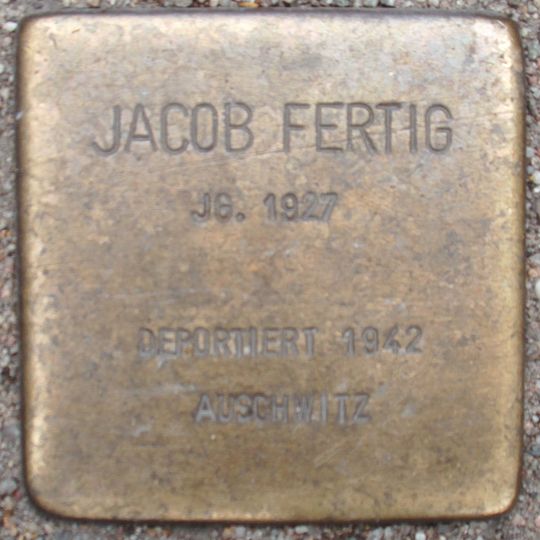 JACOB FERTIG
JG. 1927
DEPORTIERT 1942
AUSCHWITZ